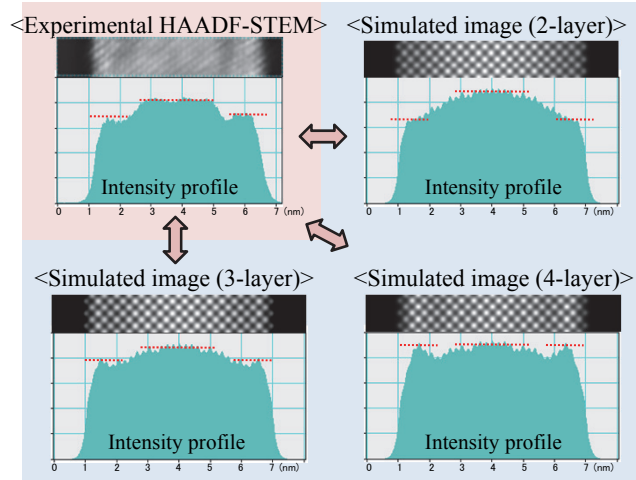 <Experimental HAADF-STEM>
<Simulated image (2-layer)>
Intensity profile
0 1 2 3 4 5 6 7 (nm)
Intensity profile
0 1 2 3 4 5 6 7 (nm)
<Simulated image (3-layer)>
<Simulated image (4-layer)>
Intensity profile
0 1 2 3 4 5 6 7 8 (nm)
Intensity profile
0 1 2 3 4 5 6 7 (nm)